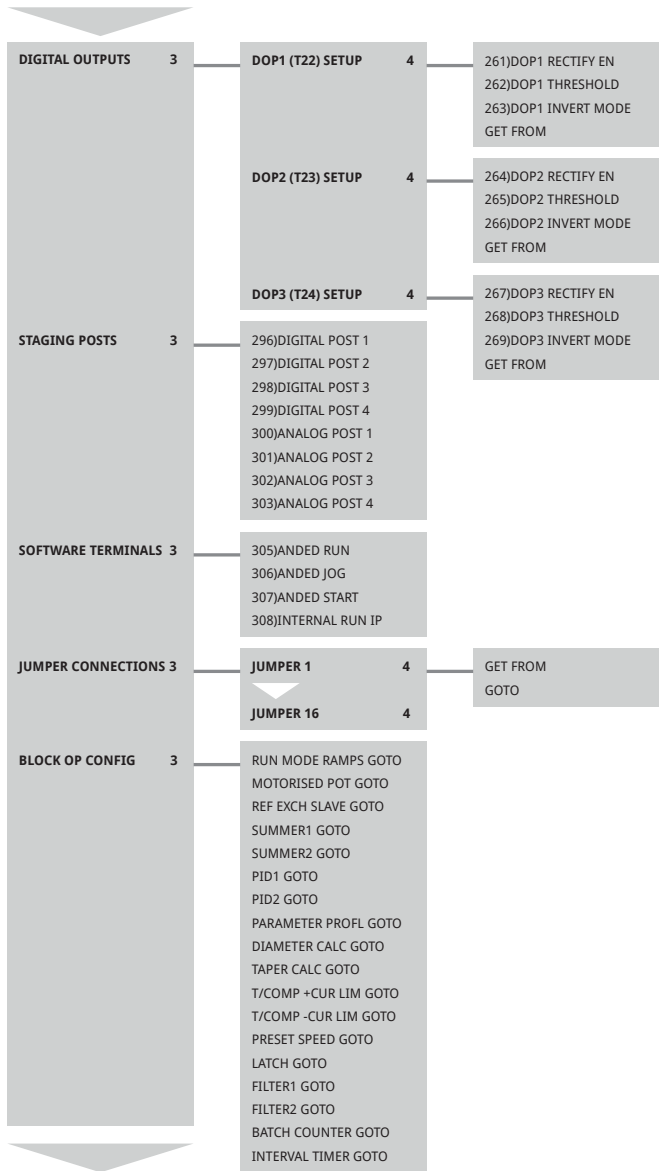 DIGITAL OUTPUTS 3
DOP1 (T22) SETUP 4
261)DOP1 RECTIFY EN
262)DOP1 THRESHOLD
263)DOP1 INVERT MODE
GET FROM
DOP2 (T23) SETUP 4
264)DOP2 RECTIFY EN
265)DOP2 THRESHOLD
266)DOP2 INVERT MODE
GET FROM
DOP3 (T24) SETUP 4
267)DOP3 RECTIFY EN
268)DOP3 THRESHOLD
269)DOP3 INVERT MODE
GET FROM
STAGING POSTS 3
296)DIGITAL POST 1
297)DIGITAL POST 2
298)DIGITAL POST 3
299)DIGITAL POST 4
300)ANALOG POST 1
301)ANALOG POST 2
302)ANALOG POST 3
303)ANALOG POST 4
SOFTWARE TERMINALS 3
305)ANDED RUN
306)ANDED JOG
307)ANDED START
308)INTERNAL RUN IP
JUMPER CONNECTIONS 3
JUMPER 1 4
GET FROM
GOTO
JUMPER 16 4
BLOCK OP CONFIG 3
RUN MODE RAMPS GOTO
MOTORISED POT GOTO
REF EXCH SLAVE GOTO
SUMMER1 GOTO
SUMMER2 GOTO
PID1 GOTO
PID2 GOTO
PARAMETER PROFL GOTO
DIAMETER CALC GOTO
TAPER CALC GOTO
T/COMP +CUR LIM GOTO
T/COMP -CUR LIM GOTO
PRESET SPEED GOTO
LATCH GOTO
FILTER1 GOTO
FILTER2 GOTO
BATCH COUNTER GOTO
INTERVAL TIMER GOTO